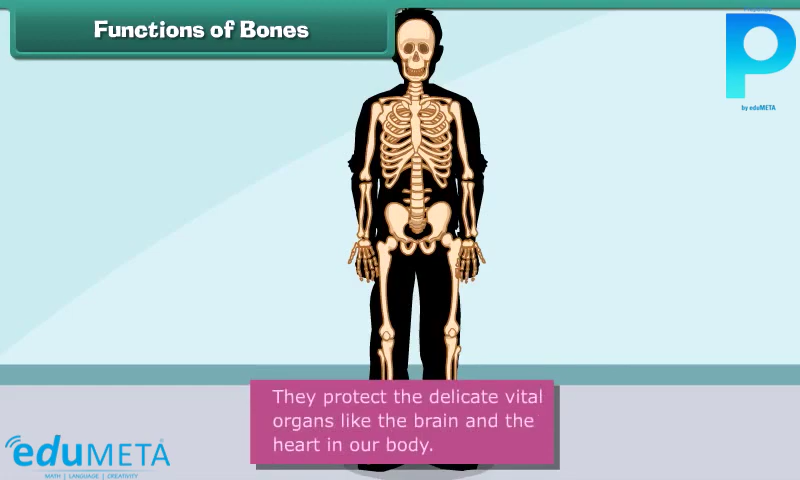 Functions of Bones
P
by eduMETA
They protect the delicate vital
organs like the brain and the
heart in our body.
eduMETA
MATH | LANGUAGE | CREATIVITY